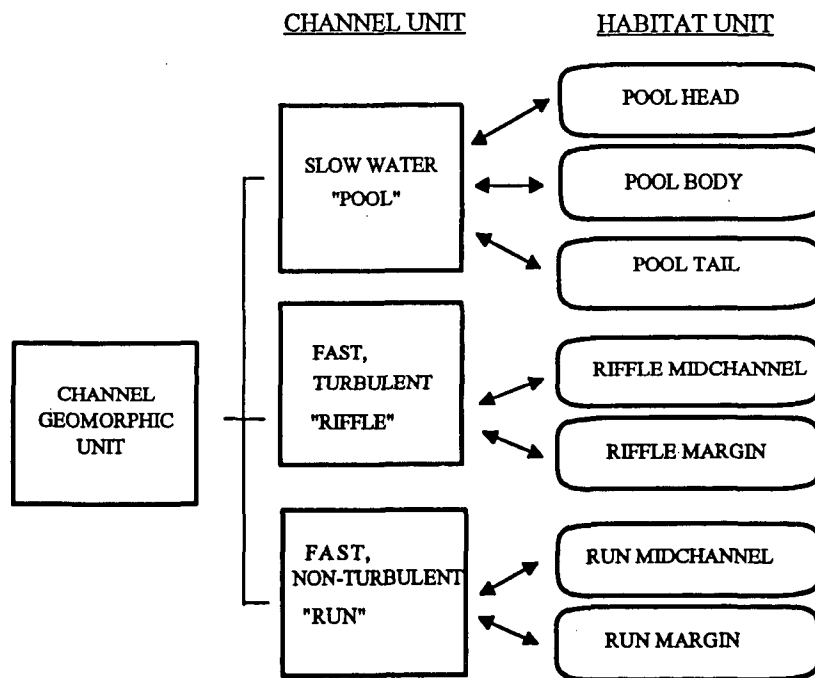 CHANNEL UNIT
HABITAT UNIT
CHANNEL
GEOMORPHIC
UNIT
SLOW WATER
"POOL"
POOL HEAD
POOL BODY
POOL TAIL
FAST,
TURBULENT
"RIFFLE"
RIFFLE MIDCHANNEL
RIFFLE MARGIN
FAST,
NON-TURBULENT
"RUN"
RUN MIDCHANNEL
RUN MARGIN